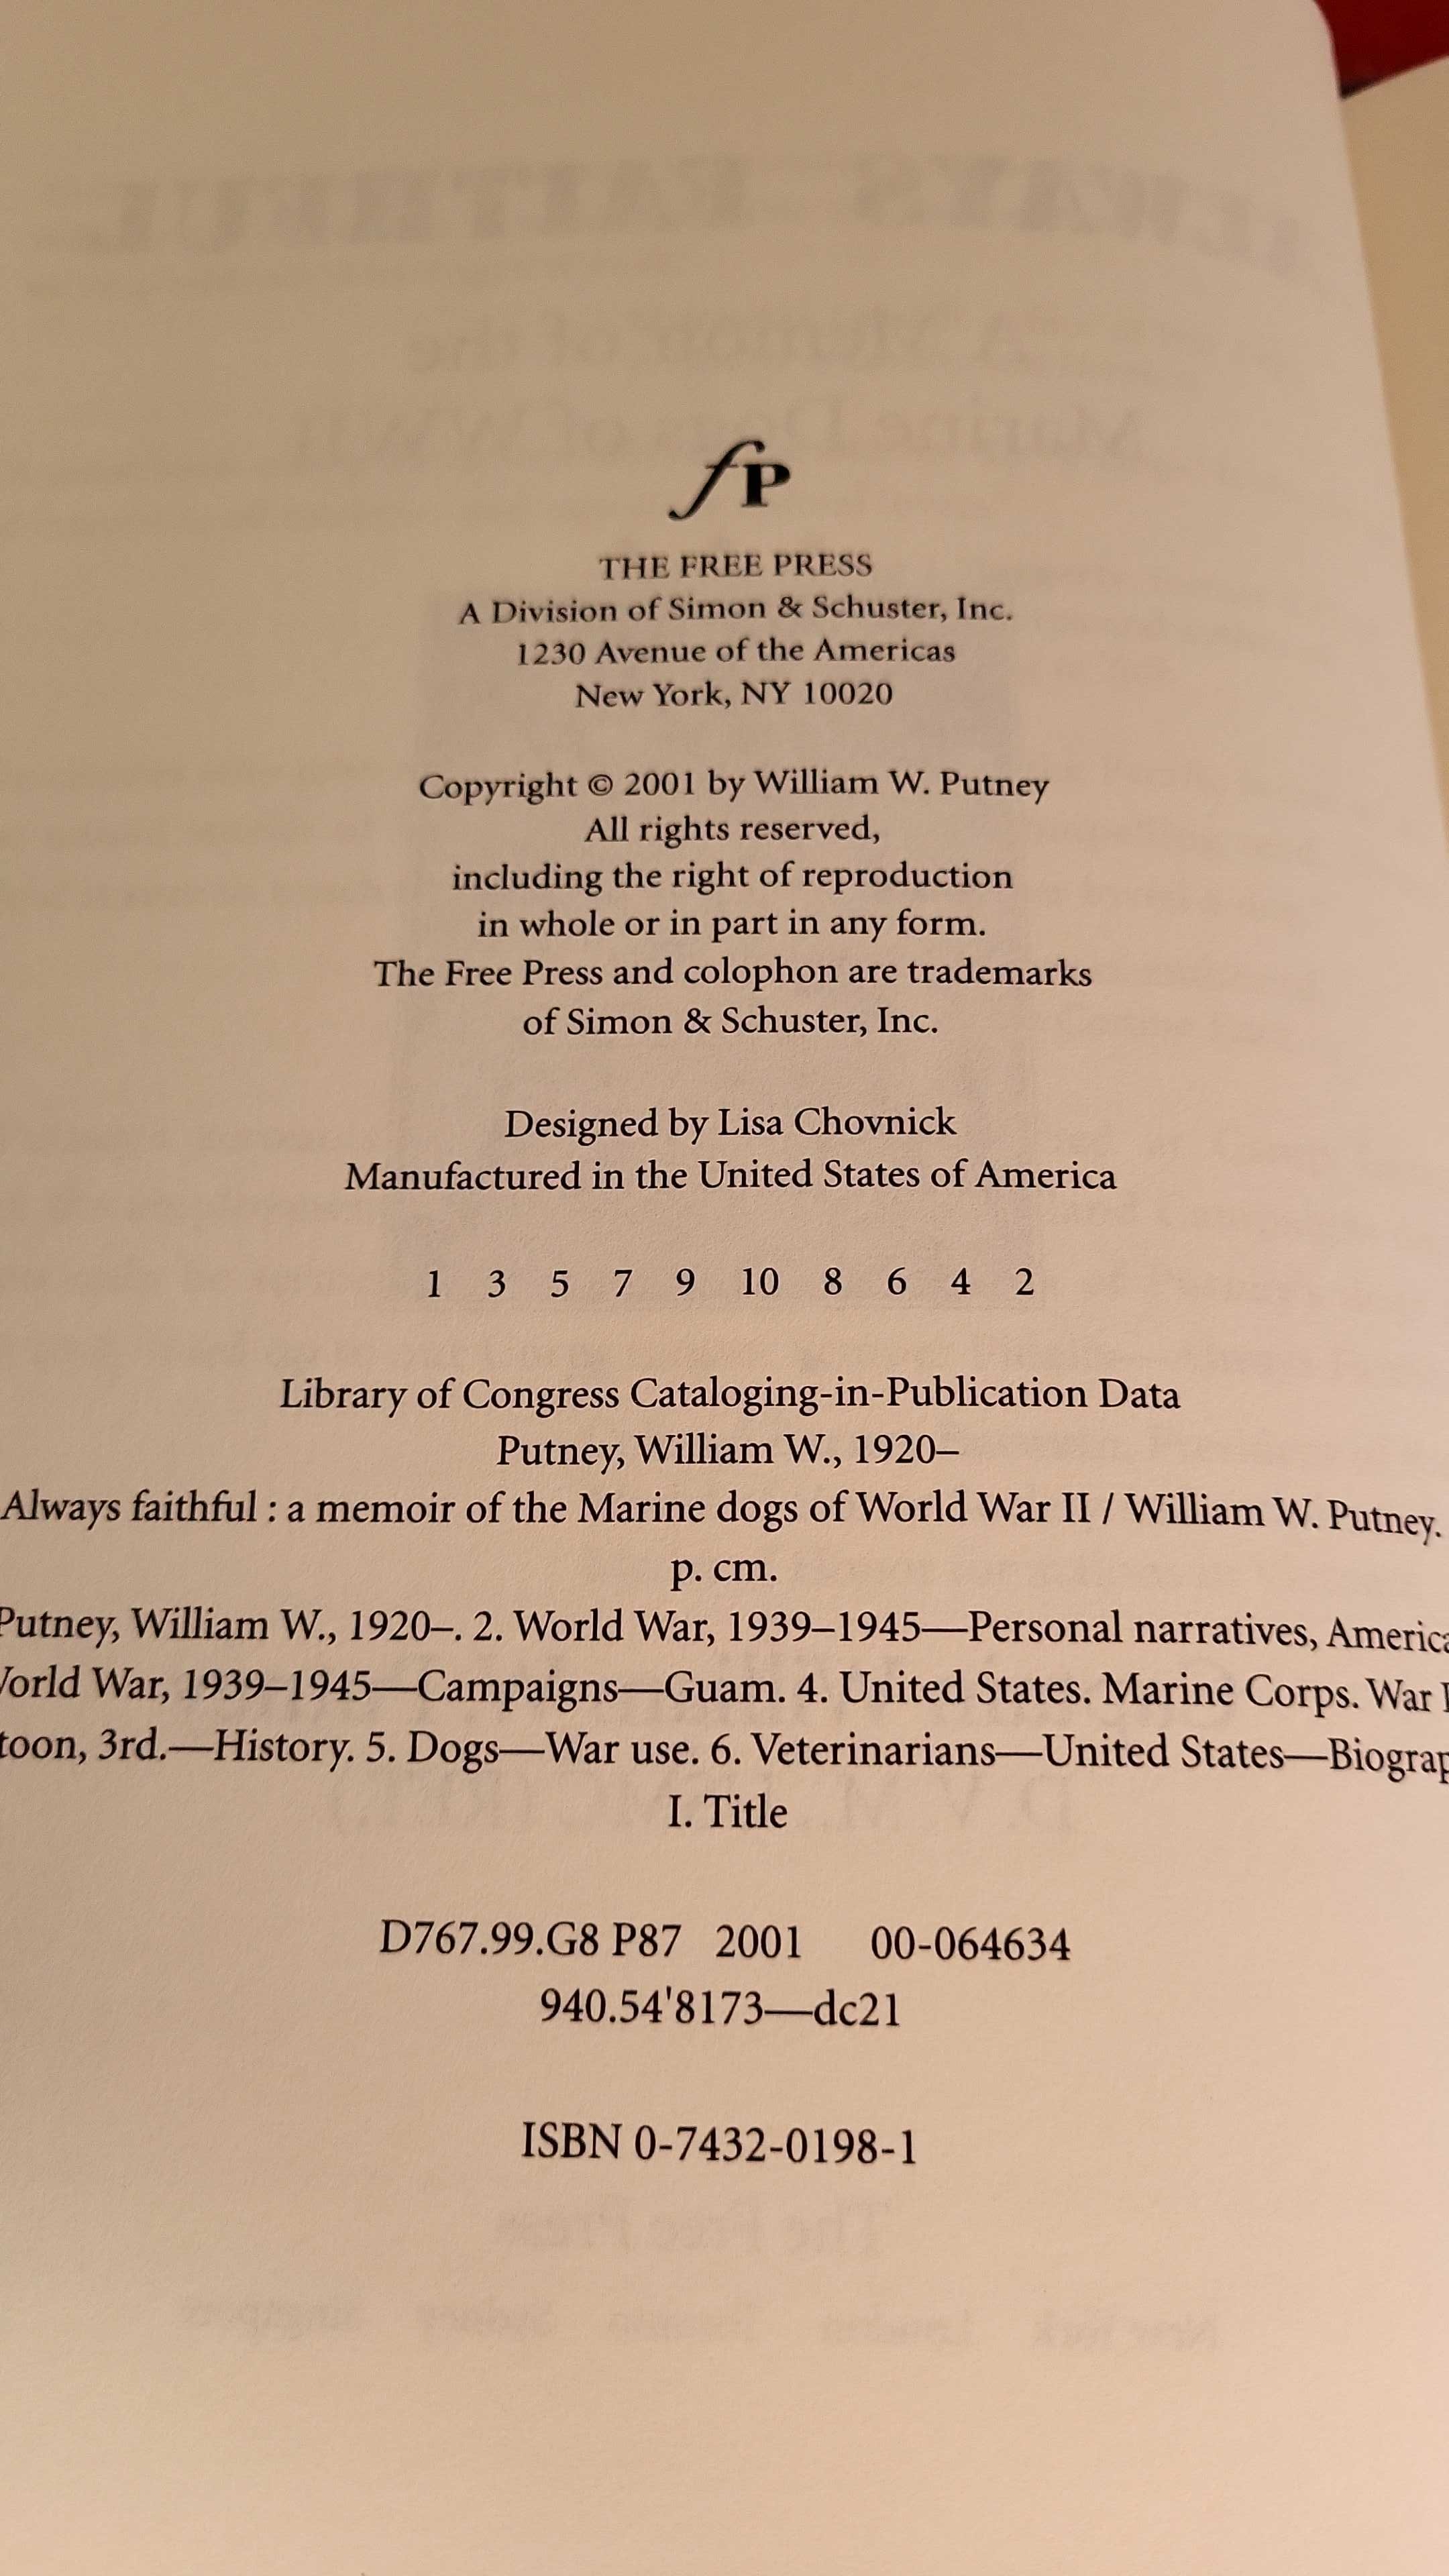 fP
THE FREE PRESS
A Division of Simon & Schuster, Inc.
1230 Avenue of the Americas
New York, NY 10020
Copyright © 2001 by William W. Putney
All rights reserved,
including the right of reproduction
in whole or in part in any form.
The Free Press and colophon are trademarks
of Simon & Schuster, Inc.
Designed by Lisa Chovnick
Manufactured in the United States of America
1 3 5 7 9 10 8 6 4 2
Library of Congress Cataloging-in-Publication Data
Putney, William W., 1920–
Always faithful : a memoir of the Marine dogs of World War II / William W. Putney.
p. cm.
Putney, William W., 1920–. 2. World War, 1939–1945—Personal narratives, America
orld War, 1939–1945—Campaigns—Guam. 4. United States. Marine Corps. War
toon, 3rd.—History. 5. Dogs—War use. 6. Veterinarians—United States—Biograp
I. Title
D767.99.G8 P87 2001 00-064634
940.54'8173—dc21
ISBN 0-7432-0198-1